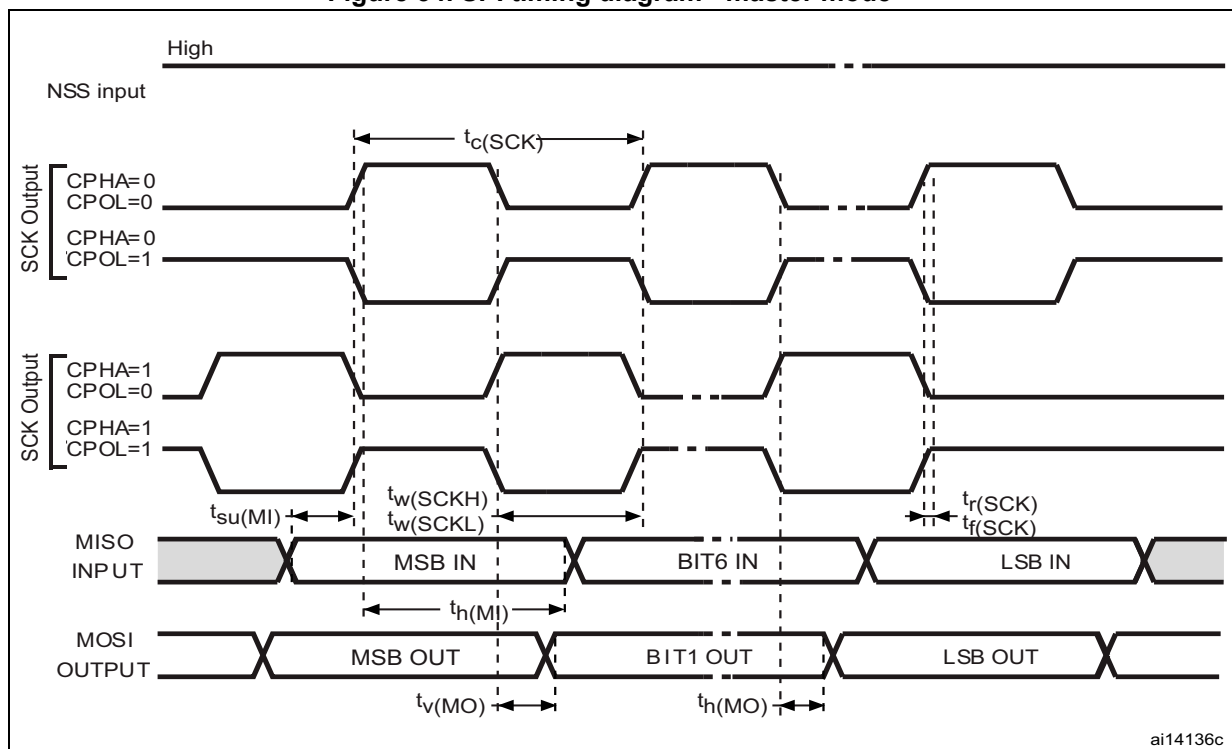 High
NSS input
tc(SCK)
SCK Output
CPHA=0
CPOL=0
CPHA=0
CPOL=1
SCK Output
CPHA=1
CPOL=0
CPHA=1
CPOL=1
tsu(MI)
tw(SCKH)
tw(SCKL)
tr(SCK)
tf(SCK)
MISO
INPUT
MSB IN
BIT6 IN
LSB IN
th(MI)
MOSI
OUTPUT
MSB OUT
BIT1 OUT
LSB OUT
tv(MO)
th(MO)
ai14136c